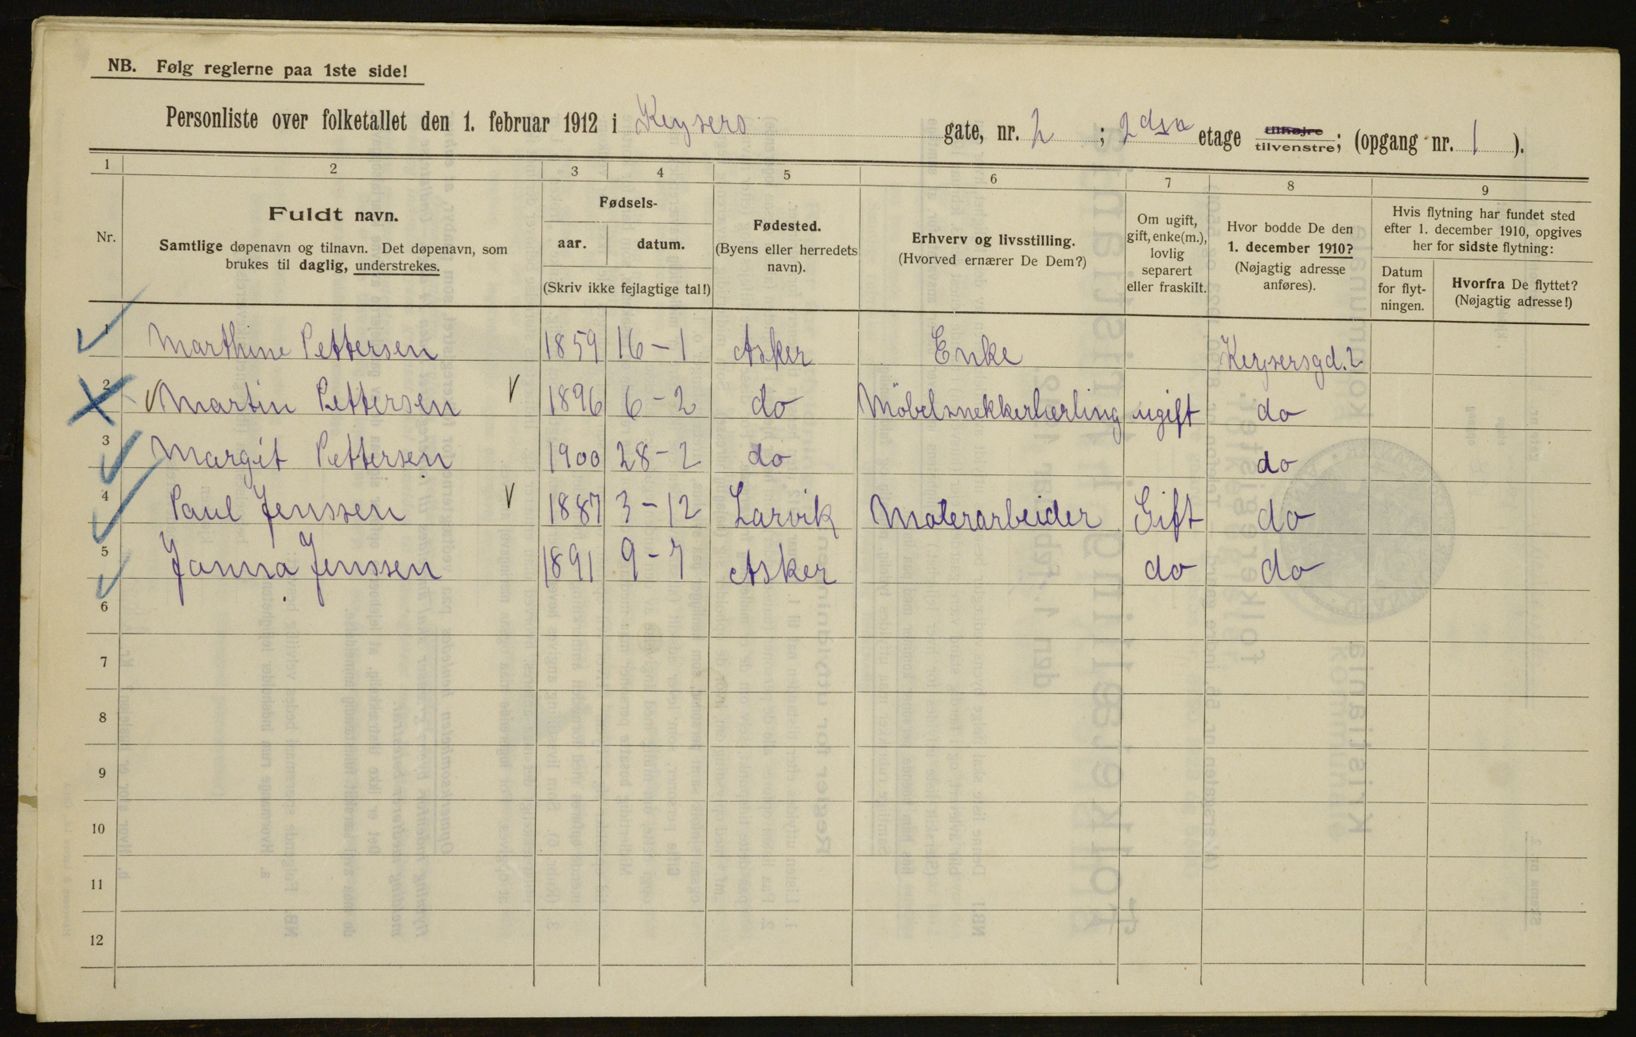 NB. Følg reglerne paa 1ste side!
Personliste over folketallet den 1. februar 1912 i Keysers gate, nr. 2 ; 2den etage tilhøjre tilvenstre; (opgang nr. 1 ).
1 2 3 4 5 6 7 8 9
Nr.
Fuldt navn.
Samtlige døpenavn og tilnavn. Det døpenavn, som
brukes til daglig, understrekes.
Fødsels-
aar. datum.
(Skriv ikke fejlagtige tal!)
Fødested.
(Byens eller herredets
navn).
Erhverv og livsstilling.
(Hvorved ernærer De Dem?)
Om ugift,
gift, enke(m.),
lovlig
separert
eller fraskilt.
Hvor bodde De den
1. december 1910?
(Nøjagtig adresse
anføres).
Hvis flytning har fundet sted
efter 1. december 1910, opgives
her for sidste flytning:
Datum
for flyt-
ningen.
Hvorfra De flyttet?
(Nøjagtig adresse!)
1 Marthine Pettersen 1859 16-1 Asker Enke Keysersgd. 2
2 Martin Pettersen 1896 6-2 do Møbelsnekkerlærling ugift do
3 Margit Pettersen 1900 28-2 do do
4 Paul Jenssen 1887 3-12 Larvik Malerarbeider Gift do
5 Janna Jenssen 1891 9-7 Asker do do
6
7
8
9
10
11
12